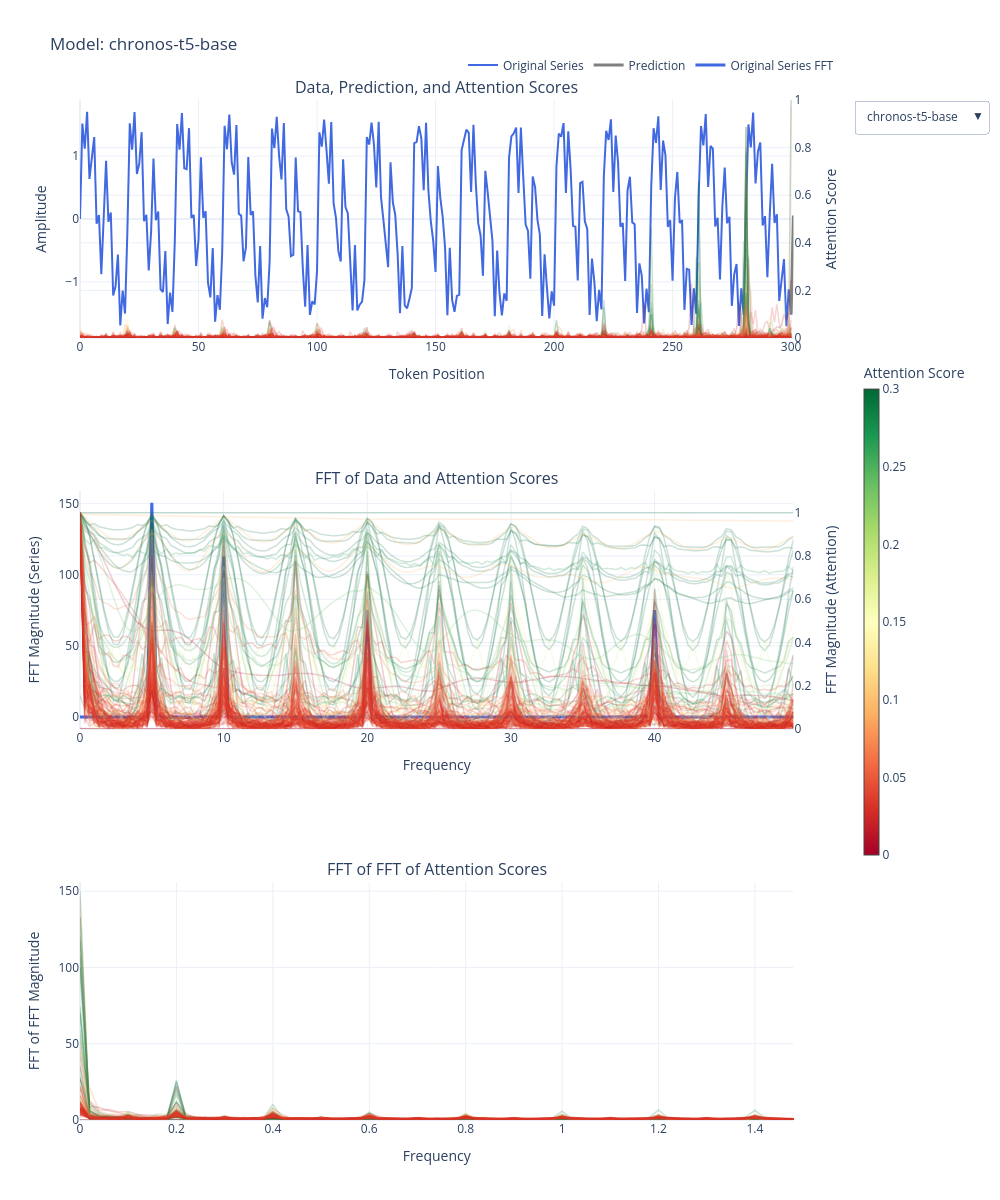 Model: chronos-t5-base
Original Series
Prediction
Original Series FFT
Data, Prediction, and Attention Scores
chronos-t5-base ▼
Amplitude
1
0
−1
Attention Score
1
0.8
0.6
0.4
0.2
0
0 50 100 150 200 250 300
Token Position
Attention Score
0.3
0.25
0.2
0.15
0.1
0.05
0
FFT of Data and Attention Scores
FFT Magnitude (Series)
150
100
50
0
FFT Magnitude (Attention)
1
0.8
0.6
0.4
0.2
0
0 10 20 30 40
Frequency
FFT of FFT of Attention Scores
FFT of FFT Magnitude
150
100
50
0
0 0.2 0.4 0.6 0.8 1 1.2 1.4
Frequency